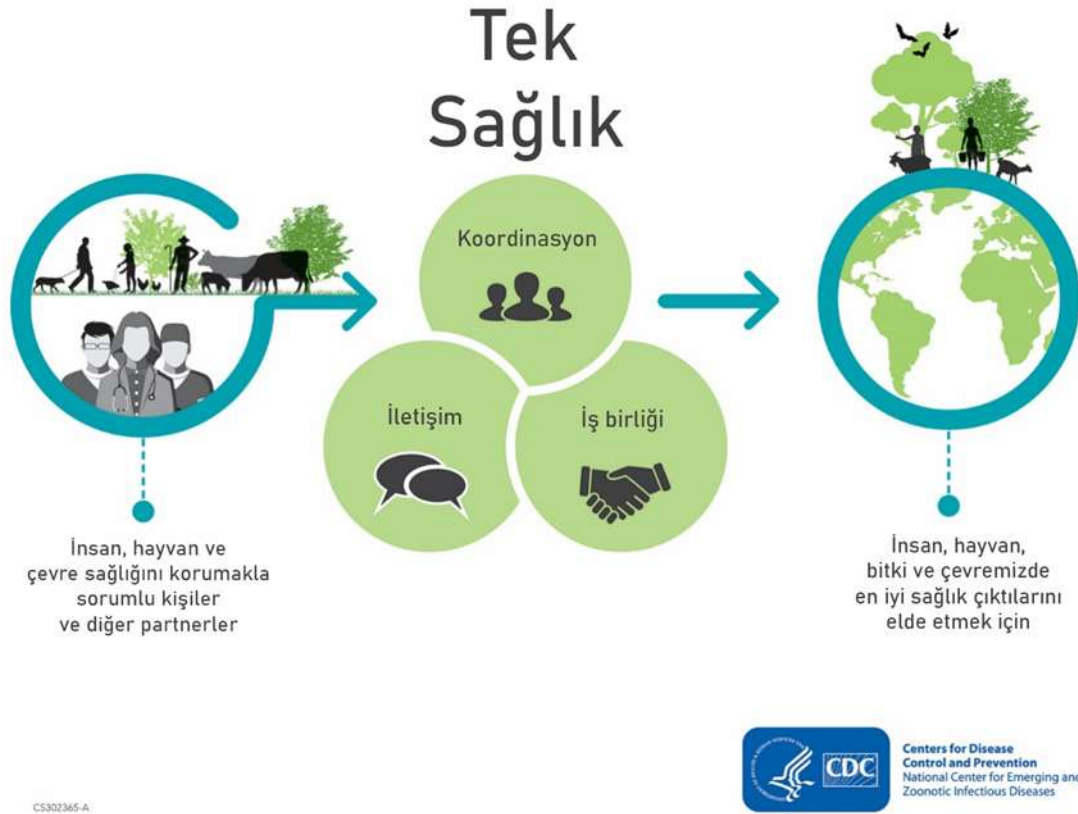 Tek
Sağlık
Koordinasyon
İletişim
İş birliği
İnsan, hayvan ve
çevre sağlığını korumakla
sorumlu kişiler
ve diğer partnerler
İnsan, hayvan,
bitki ve çevremizde
en iyi sağlık çıktılarını
elde etmek için
CDC
Centers for Disease
Control and Prevention
National Center for Emerging and
Zoonotic Infectious Diseases
CS302365-A